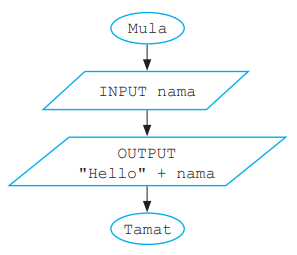 Mula
INPUT nama
OUTPUT
"Hello" + nama
Tamat